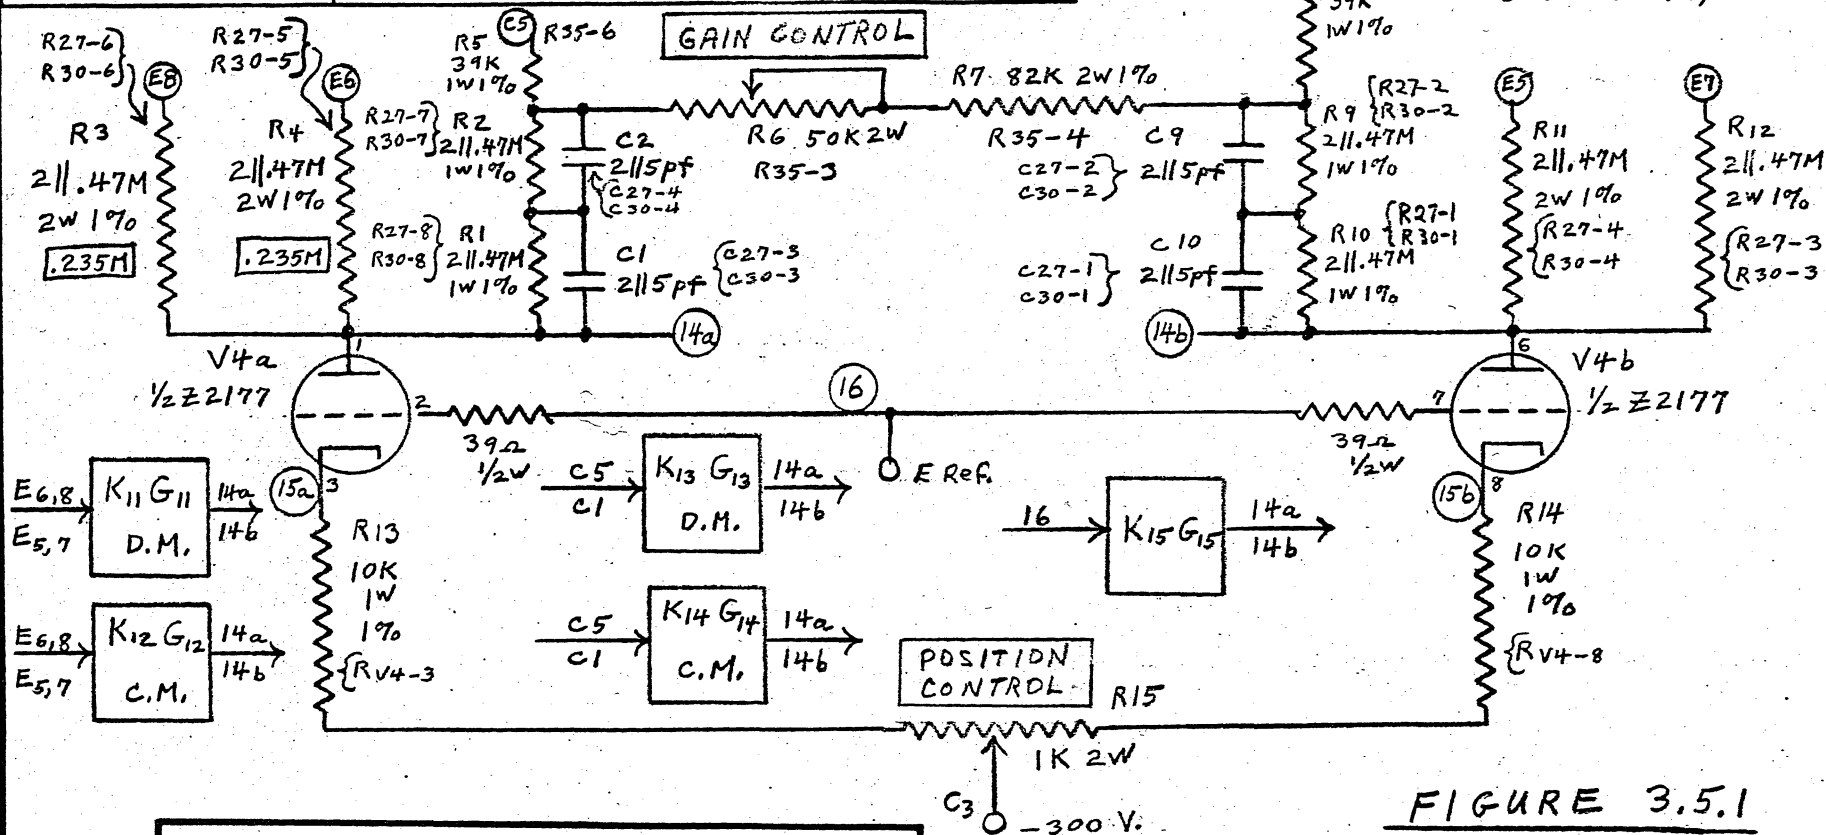 R27-6
R30-6
E8
R3
2||.47M
2W 1%
.235M
R27-5
R30-5
E6
R4
2||.47M
2W 1%
.235M
C5
R35-6
R5
39K
1W1%
R27-7
R30-7
R2
2||.47M
1W1%
R27-8
R30-8
R1
2||.47M
1W1%
C2
2||5pf
C27-4
C30-4
C1
2||5pf
C27-3
C30-3
GAIN CONTROL
R6 50K 2W
R35-3
R7 82K 2W1%
R35-4
39K
1W1%
C9
2||5pf
C27-2
C30-2
R9
R27-2
R30-2
2||.47M
1W1%
C10
2||5pf
C27-1
C30-1
R10
R27-1
R30-1
2||.47M
1W1%
E5
R11
2||.47M
2W 1%
R27-4
R30-4
E7
R12
2||.47M
2W 1%
R27-3
R30-3
14a
14b
V4a
1/2 Z2177
1
2
3
39Ω
1/2W
16
E Ref.
39Ω
1/2W
V4b
1/2 Z2177
6
7
8
15a
15b
E6,8
E5,7
K11 G11
D.M.
14a
14b
E6,8
E5,7
K12 G12
C.M.
14a
14b
R13
10K
1W
1%
RV4-3
C5
C1
K13 G13
D.M.
14a
14b
C5
C1
K14 G14
C.M.
14a
14b
16
K15 G15
14a
14b
R14
10K
1W
1%
RV4-8
POSITION
CONTROL
R15
1K 2W
C3
-300 V.
FIGURE 3.5.1